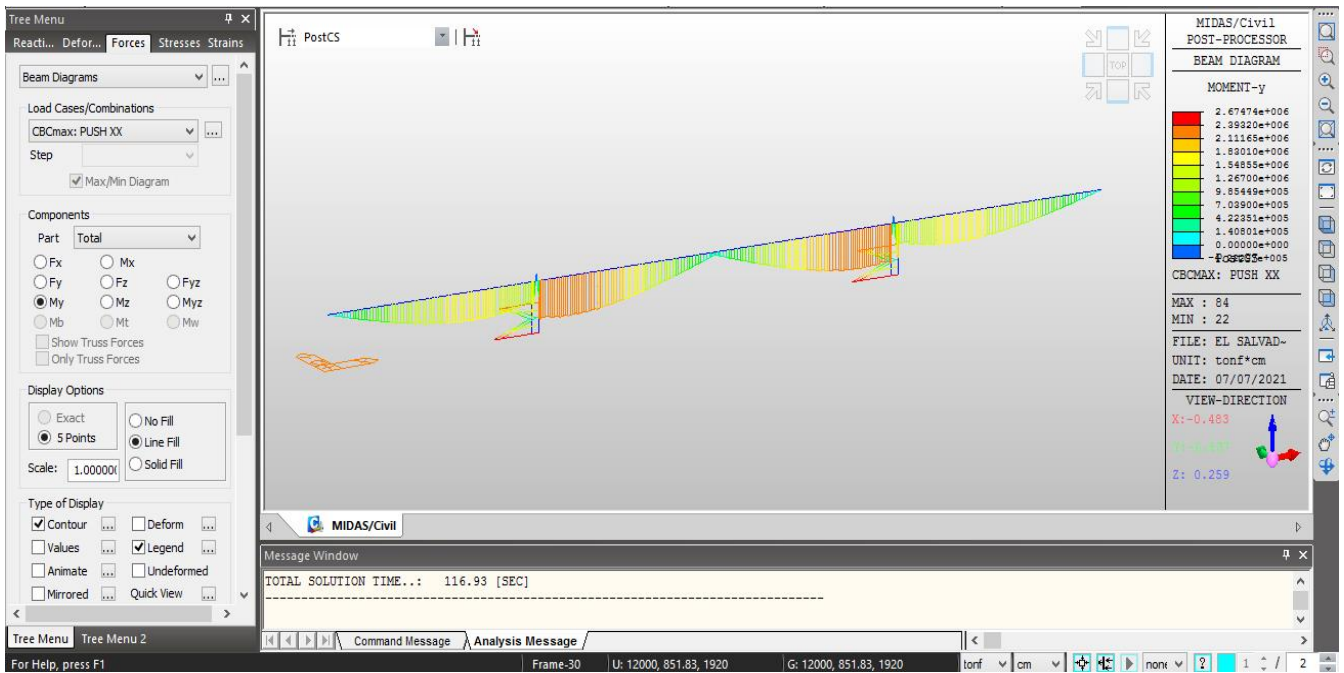 Tree Menu
Reacti... Defor... Forces Stresses Strains
Beam Diagrams ...
Load Cases/Combinations
CBCmax: PUSH XX ...
Step
Max/Min Diagram
Components
Part Total
Fx Mx
Fy Fz Fyz
My Mz Myz
Mb Mt Mw
Show Truss Forces
Only Truss Forces
Display Options
Exact
5 Points
No Fill
Line Fill
Solid Fill
Scale: 1.00000
Type of Display
Contour ... Deform ...
Values ... Legend ...
Animate ... Undeformed
Mirrored ... Quick View ...
Tree Menu Tree Menu 2
For Help, press F1
PostCS
TOP
MIDAS/Civil
POST-PROCESSOR
BEAM DIAGRAM
MOMENT-y
2.67474e+006
2.39320e+006
2.11165e+006
1.83010e+006
1.54855e+006
1.26700e+006
9.85449e+005
7.03900e+005
4.22351e+005
1.40801e+005
0.00000e+000
CBCMAX: PUSH XX
MAX : 84
MIN : 22
FILE: EL SALVAD~
UNIT: tonf*cm
DATE: 07/07/2021
VIEW-DIRECTION
X:-0.483
Z: 0.259
MIDAS/Civil
Message Window
TOTAL SOLUTION TIME..: 116.93 [SEC]
Command Message Analysis Message
Frame-30 U: 12000, 851.83, 1920 G: 12000, 851.83, 1920 tonf cm none ? 1 / 2